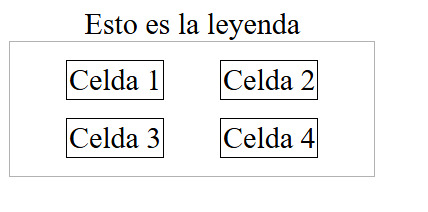 Esto es la leyenda
Celda 1 Celda 2
Celda 3 Celda 4